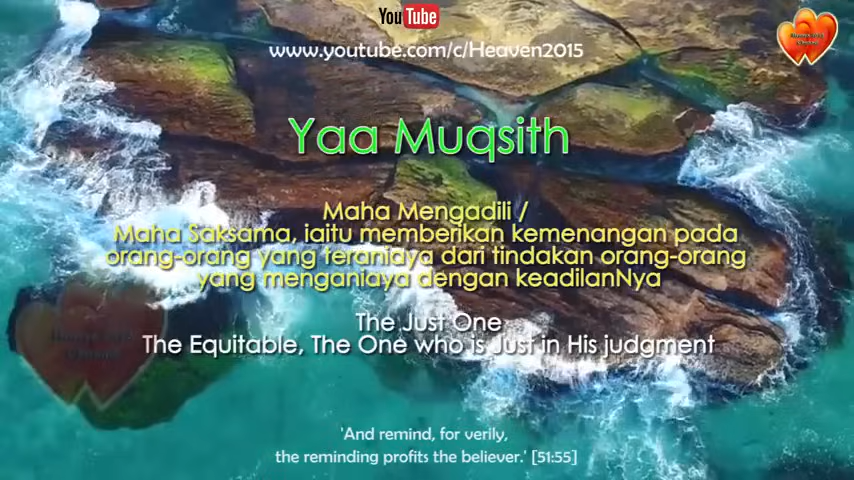 YouTube
www.youtube.com/c/Heaven2015
Yaa Muqsith
Maha Mengadili /
Maha Saksama, iaitu memberikan kemenangan pada
orang-orang yang teraniaya dari tindakan orang-orang
yang menganiaya dengan keadilanNya
The Just One
The Equitable, The One who is Just in His judgment
'And remind, for verily,
the reminding profits the believer.' [51:55]